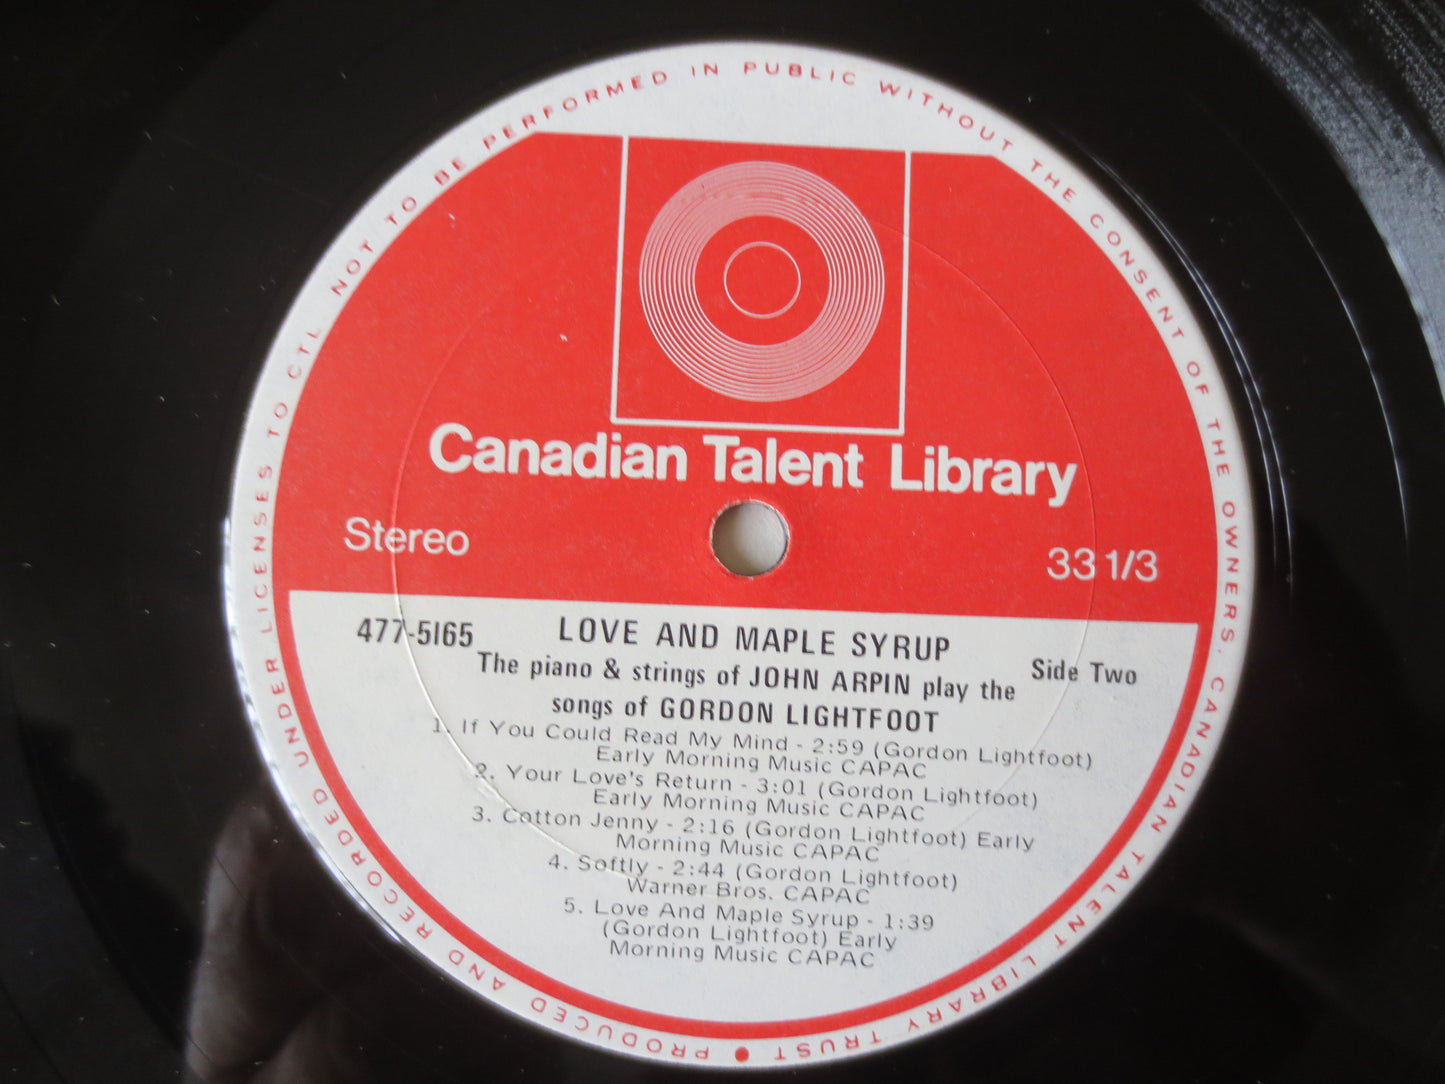 PRODUCED AND RECORDED UNDER LICENSES TO CTL NOT TO BE PERFORMED IN PUBLIC WITHOUT THE CONSENT OF THE OWNERS. CANADIAN TALENT LIBRARY TRUST
Canadian Talent Library
Stereo
33 1/3
477-5165
LOVE AND MAPLE SYRUP
Side Two
The piano & strings of JOHN ARPIN play the
songs of GORDON LIGHTFOOT
1. If You Could Read My Mind - 2:59 (Gordon Lightfoot)
Early Morning Music CAPAC
2. Your Love's Return - 3:01 (Gordon Lightfoot)
Early Morning Music CAPAC
3. Cotton Jenny - 2:16 (Gordon Lightfoot) Early
Morning Music CAPAC
4. Softly - 2:44 (Gordon Lightfoot)
Warner Bros. CAPAC
5. Love And Maple Syrup - 1:39
(Gordon Lightfoot) Early
Morning Music CAPAC